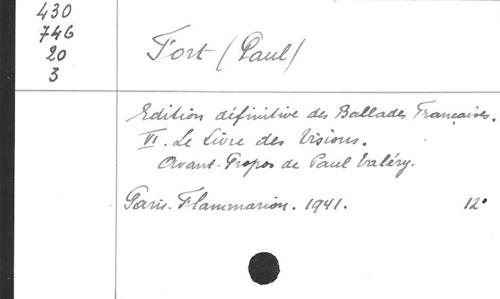 430
746
20
3
Fort (Paul)
Edition définitive des Ballades Françaises.
VI. Le Livre des Visions.
Avant-Propos de Paul Valéry.
Paris. Flammarion. 1941. 12°